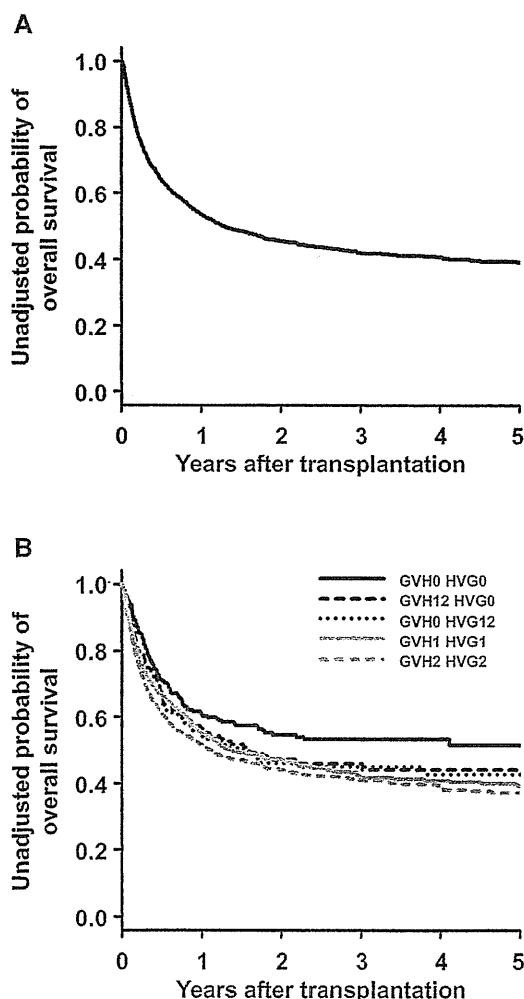 A
Unadjusted probability of
overall survival
1.0
0.8
0.6
0.4
0.2
0.0
0 1 2 3 4 5
Years after transplantation
B
Unadjusted probability of
overall survival
1.0
0.8
0.6
0.4
0.2
0.0
GVH0 HVG0
GVH12 HVG0
GVH0 HVG12
GVH1 HVG1
GVH2 HVG2
0 1 2 3 4 5
Years after transplantation